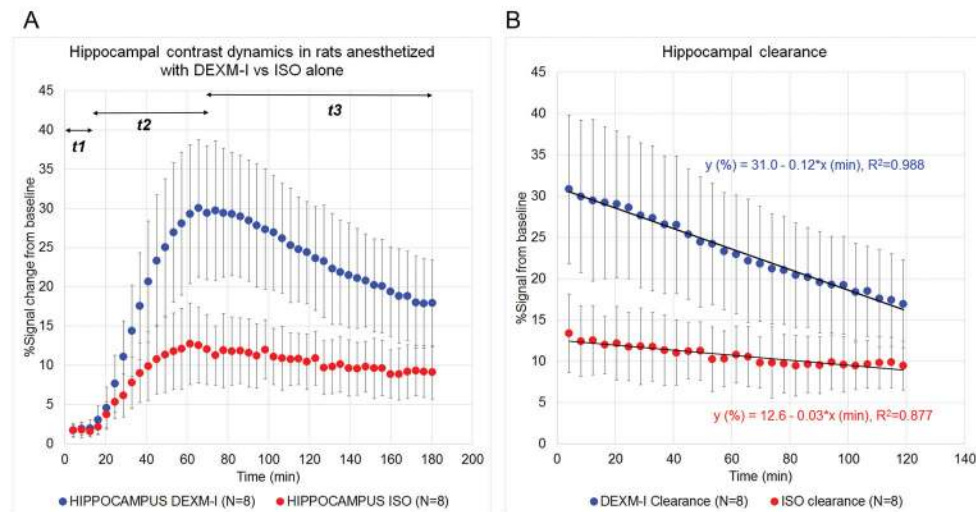 A
Hippocampal contrast dynamics in rats anesthetized
with DEXM-I vs ISO alone
45
40
35
30
25
20
15
10
5
0
%Signal change from baseline
t1
t2
t3
0 20 40 60 80 100 120 140 160 180 200
Time (min)
HIPPOCAMPUS DEXM-I (N=8) HIPPOCAMPUS ISO (N=8)
B
Hippocampal clearance
45
40
35
30
25
20
15
10
5
0
%Signal from baseline
y (%) = 31.0 - 0.12*x (min), R²=0.988
y (%) = 12.6 - 0.03*x (min), R²=0.877
0 20 40 60 80 100 120 140
Time (min)
DEXM-I Clearance (N=8) ISO clearance (N=8)